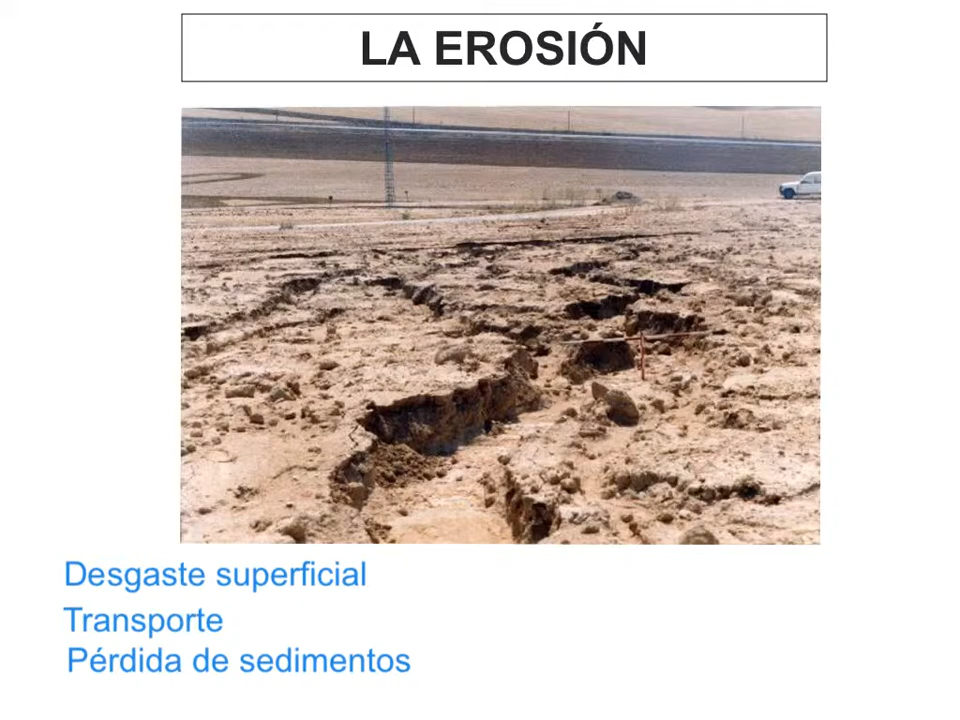 LA EROSIÓN
Desgaste superficial
Transporte
Pérdida de sedimentos